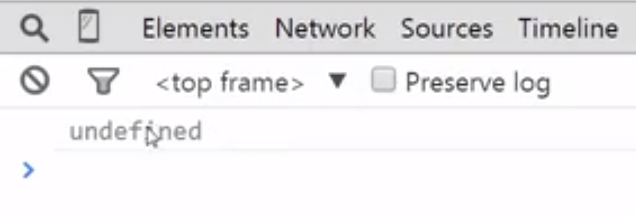 Elements Network Sources Timeline
<top frame> ▼ Preserve log
undefined